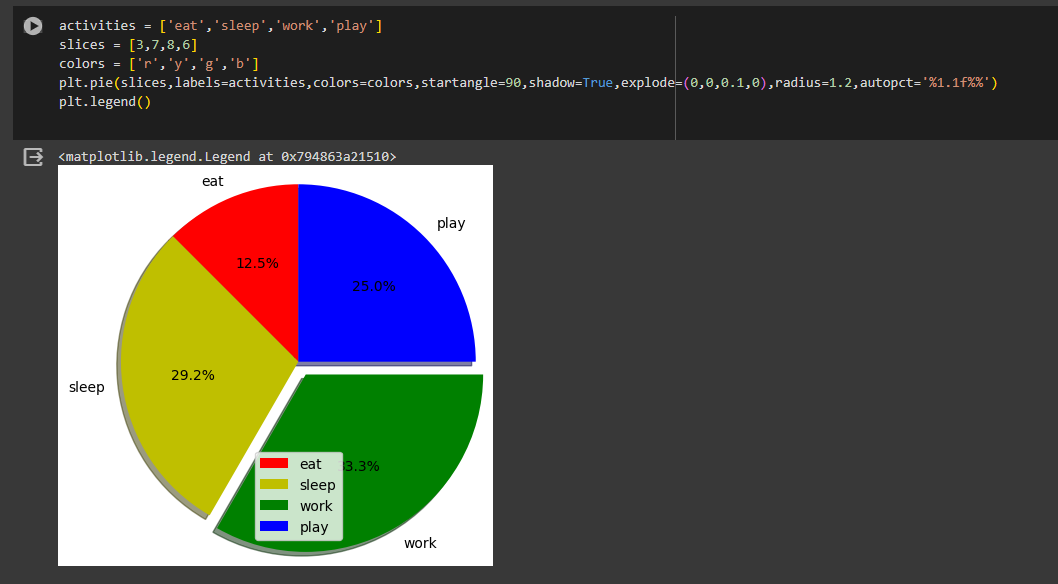 activities = ['eat','sleep','work','play']
slices = [3,7,8,6]
colors = ['r','y','g','b']
plt.pie(slices,labels=activities,colors=colors,startangle=90,shadow=True,explode=(0,0,0.1,0),radius=1.2,autopct='%1.1f%%')
plt.legend()
<matplotlib.legend.Legend at 0x794863a21510>
eat
play
12.5%
25.0%
29.2%
sleep
33.3%
eat
sleep
work
play
work